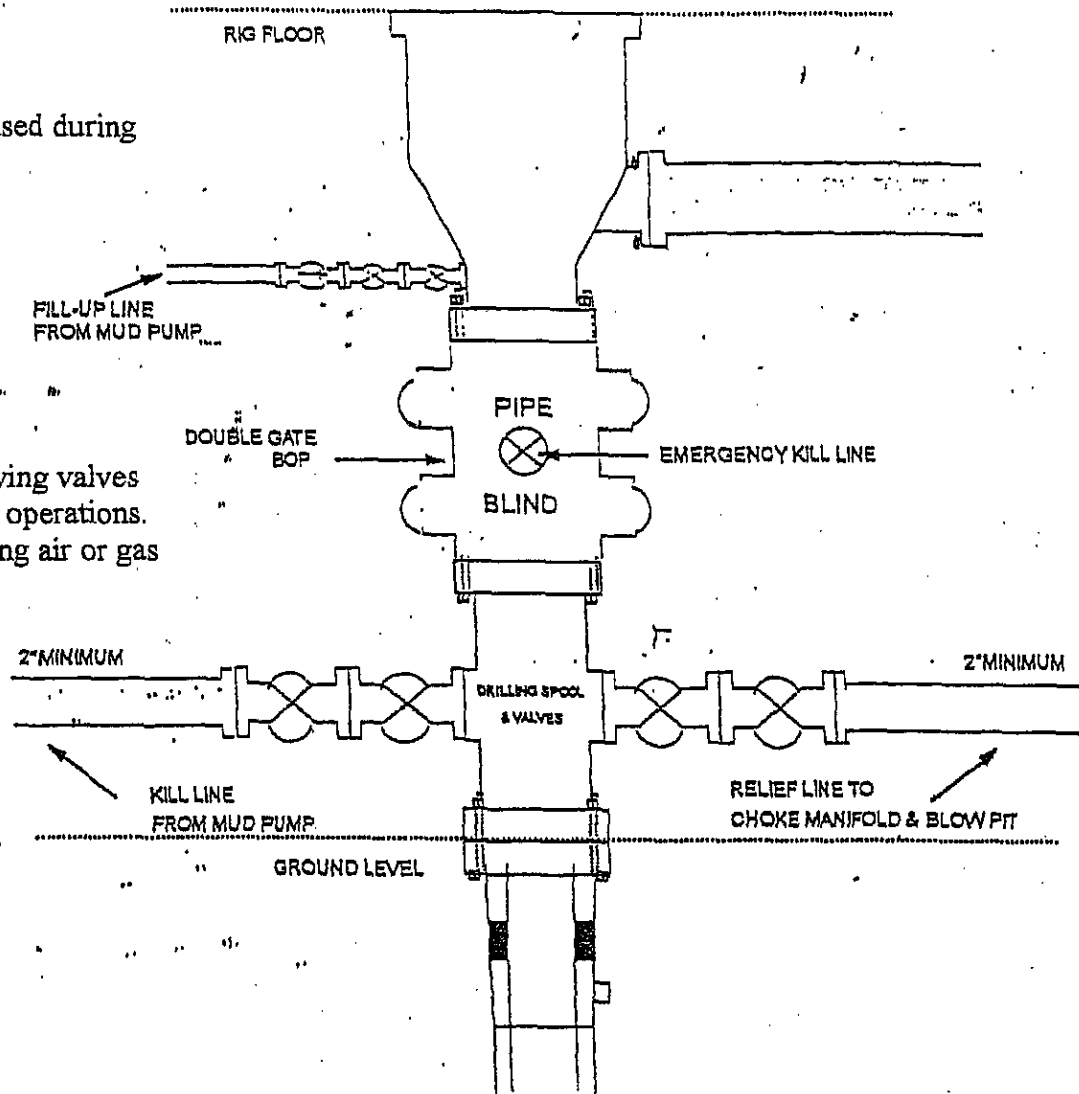 RIG FLOOR
sed during
FILL-UP LINE
FROM MUD PUMP
PIPE
DOUBLE GATE
BOP
EMERGENCY KILL LINE
ying valves
operations.
BLIND
ng air or gas
2" MINIMUM
2" MINIMUM
DRILLING SPOOL
& VALVES
KILL LINE
FROM MUD PUMP
RELIEF LINE TO
CHOKE MANIFOLD & BLOW PIT
GROUND LEVEL